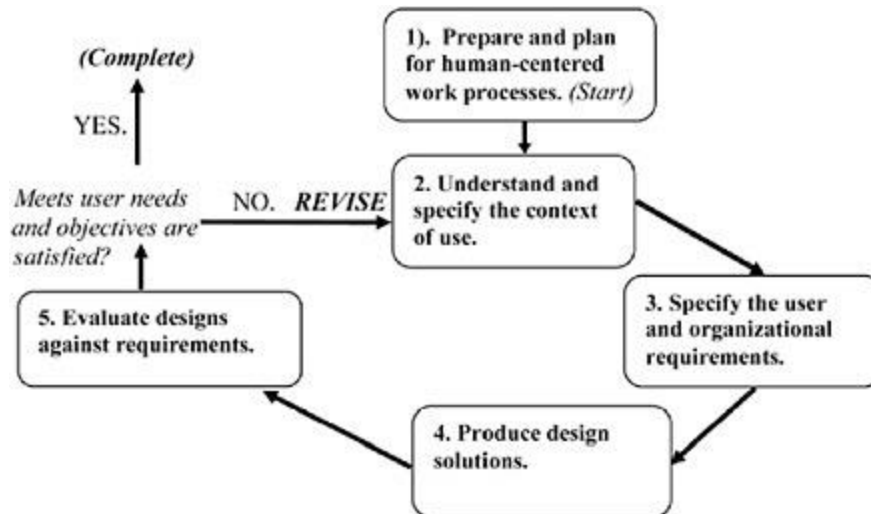 1). Prepare and plan
for human-centered
work processes. (Start)
2. Understand and
specify the context
of use.
3. Specify the user
and organizational
requirements.
4. Produce design
solutions.
5. Evaluate designs
against requirements.
Meets user needs
and objectives are
satisfied?
NO. REVISE
YES.
(Complete)